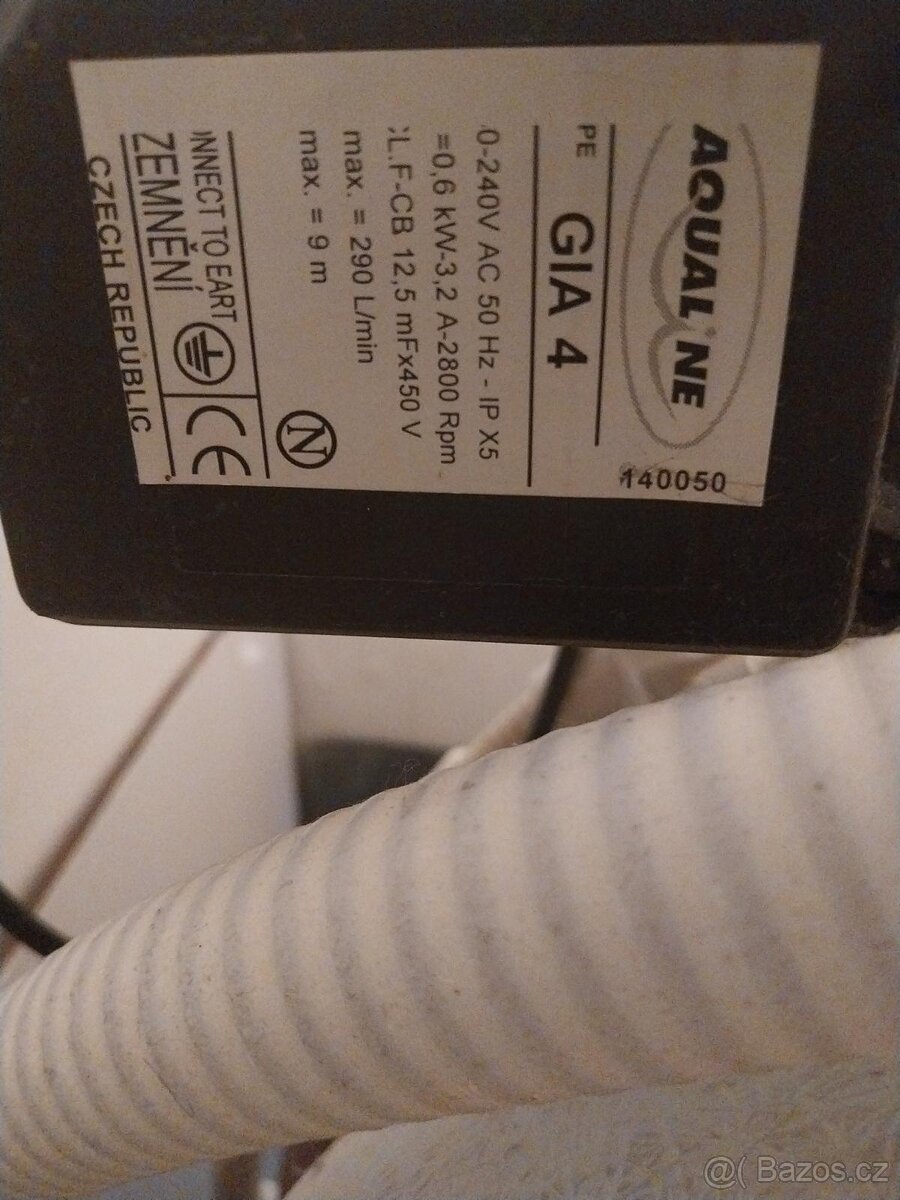 AQUALINE
140050
PE GIA 4
0-240V AC 50 Hz - IP X5
=0,6 kW-3,2 A-2800 Rpm
CL.F-CB 12,5 mFx450 V
max. = 290 L/min
max. = 9 m
N
NNECT TO EART
ZEMNĚNÍ
CE
CZECH REPUBLIC
@( Bazos.cz